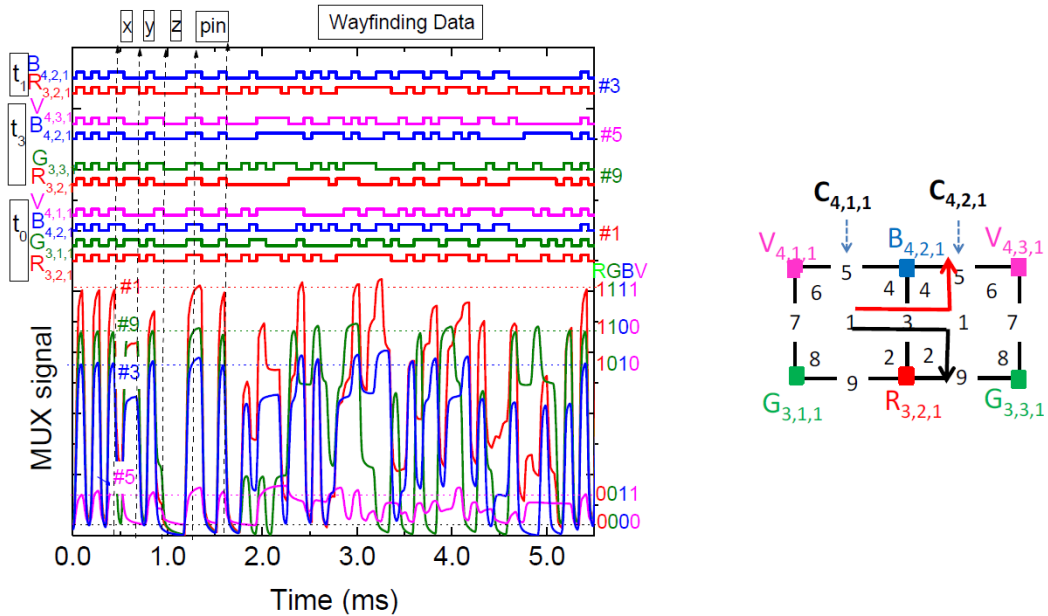 x y z pin Wayfinding Data
t1 B4,2,1
R3,2,1 #3
t3 V4,3,1
B4,2,1 #5
G3,3,
R3,2,1 #9
t0 V4,1,1
B4,2,1 #1
G3,1,1
R3,2,1
RGBV
#1 1111
#9 1100
#3 1010
#5 0011
0000
MUX signal
0.0 1.0 2.0 3.0 4.0 5.0
Time (ms)
C4,1,1 C4,2,1
V4,1,1 B4,2,1 V4,3,1
5 5
6 4 4 6
7 1 3 1 7
8 2 2 8
9 9
G3,1,1 R3,2,1 G3,3,1